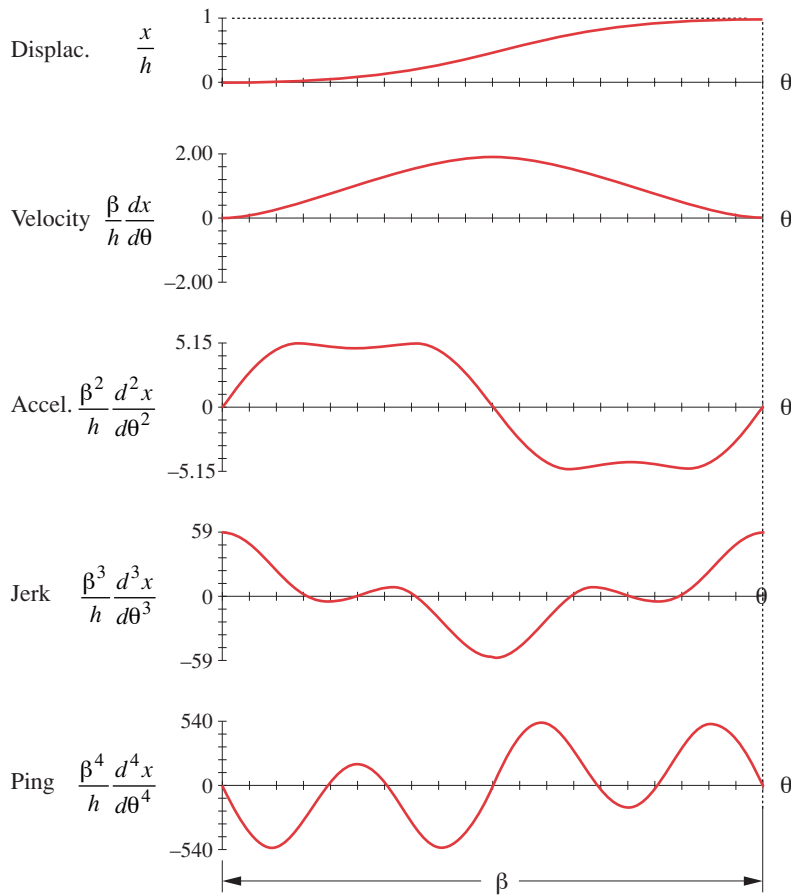 1
Displac. x/h
0 θ
2.00
Velocity β/h dx/dθ
0 θ
–2.00
5.15
Accel. β²/h d²x/dθ²
0 θ
–5.15
59
Jerk β³/h d³x/dθ³
0 θ
–59
540
Ping β⁴/h d⁴x/dθ⁴
0 θ
–540
β